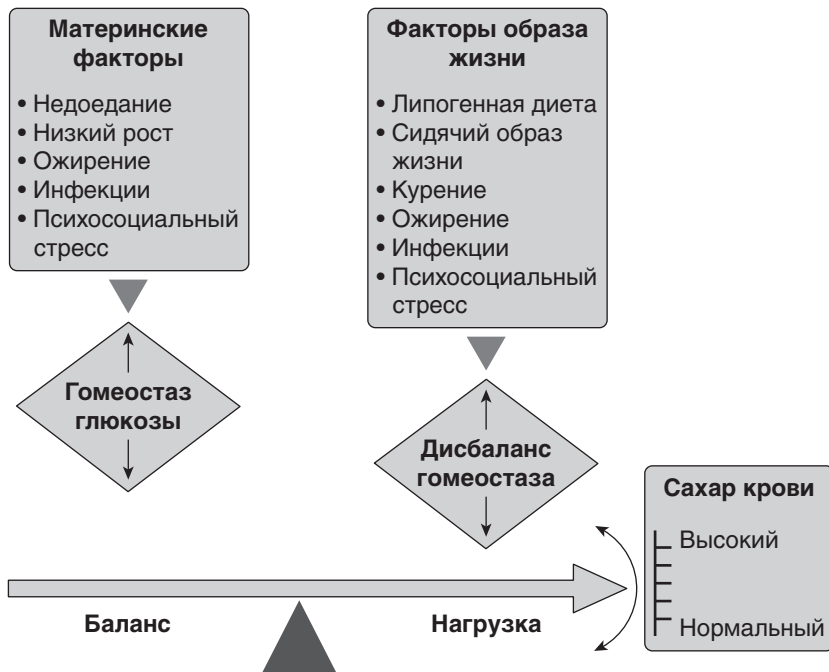 Материнские
факторы
• Недоедание
• Низкий рост
• Ожирение
• Инфекции
• Психосоциальный
стресс
Факторы образа
жизни
• Липогенная диета
• Сидячий образ
жизни
• Курение
• Ожирение
• Инфекции
• Психосоциальный
стресс
Гомеостаз
глюкозы
Дисбаланс
гомеостаза
Сахар крови
Высокий
Нормальный
Баланс
Нагрузка